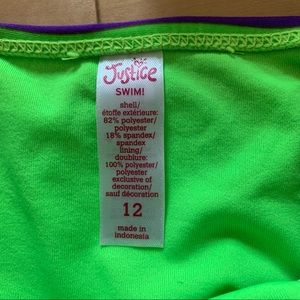 Justice
SWIM!
shell/
étoffe extérieure:
82% polyester/
polyester
18% spandex/
spandex
lining/
doublure:
100% polyester/
polyester
exclusive of
decoration/
sauf décoration
12
made in
indonesia